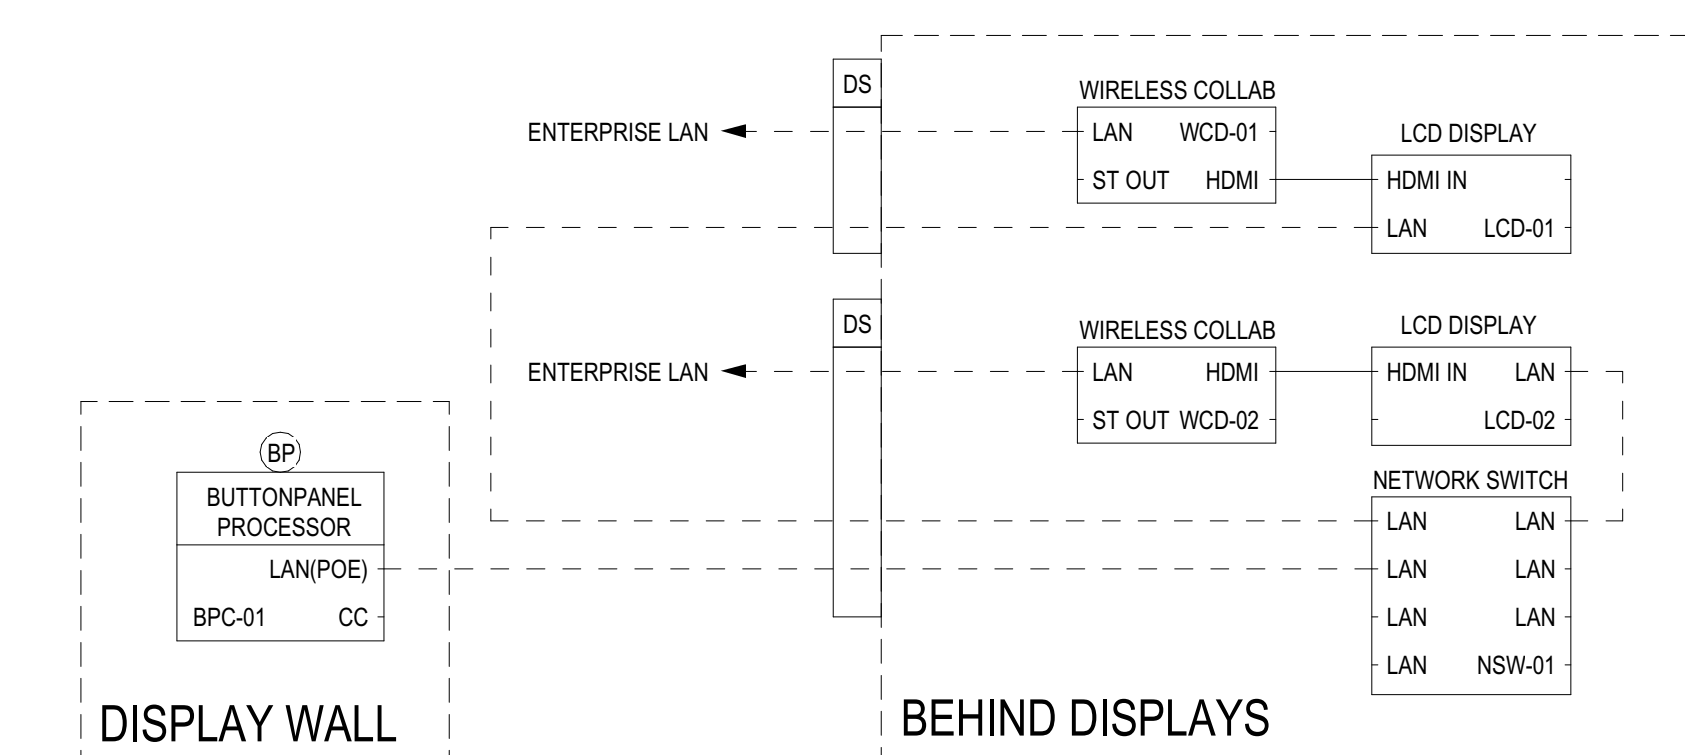 DS
WIRELESS COLLAB
ENTERPRISE LAN
LAN WCD-01
LCD DISPLAY
ST OUT HDMI
HDMI IN
LAN LCD-01
DS
WIRELESS COLLAB
LCD DISPLAY
ENTERPRISE LAN
LAN HDMI
HDMI IN LAN
ST OUT WCD-02
LCD-02
BP
BUTTONPANEL
PROCESSOR
LAN(POE)
BPC-01 CC
NETWORK SWITCH
LAN LAN
LAN LAN
LAN LAN
LAN NSW-01
DISPLAY WALL
BEHIND DISPLAYS